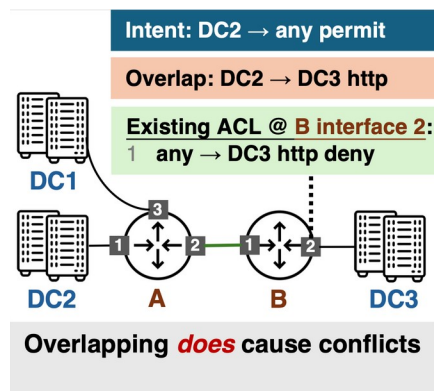 Intent: DC2 → any permit
Overlap: DC2 → DC3 http
Existing ACL @ B interface 2:
1 any → DC3 http deny
DC1
3
1
2
1
2
DC2
A
B
DC3
Overlapping does cause conflicts